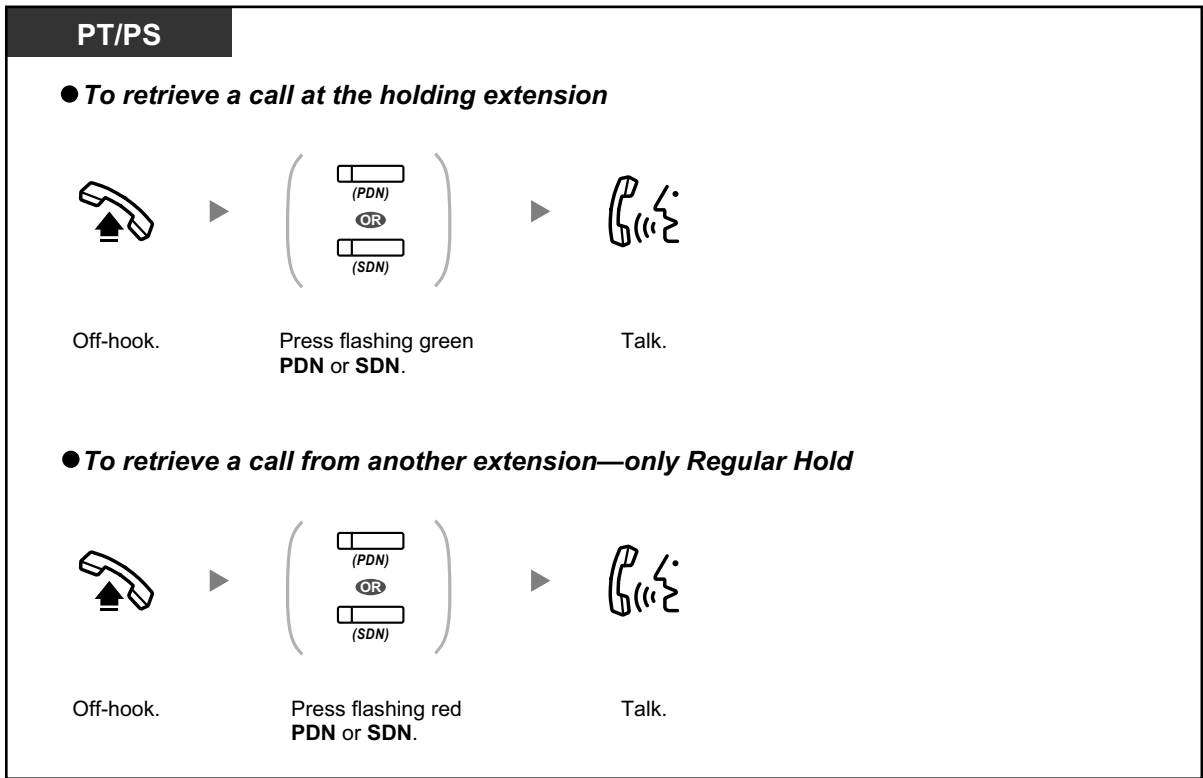 PT/PS
● To retrieve a call at the holding extension
(PDN)
OR
(SDN)
Off-hook.
Press flashing green
PDN or SDN.
Talk.
● To retrieve a call from another extension—only Regular Hold
(PDN)
OR
(SDN)
Off-hook.
Press flashing red
PDN or SDN.
Talk.